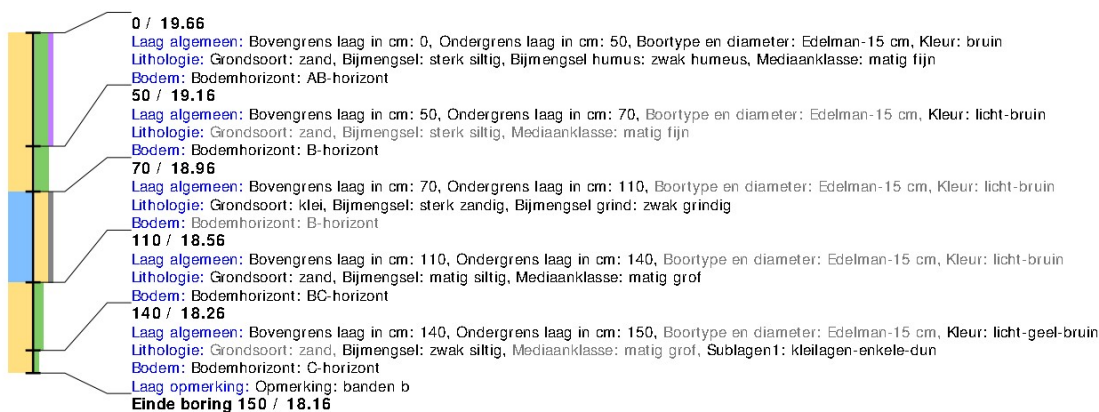 0 / 19.66
Laag algemeen: Bovengrens laag in cm: 0, Ondergrens laag in cm: 50, Boortype en diameter: Edelman-15 cm, Kleur: bruin
Lithologie: Grondsoort: zand, Bijmengsel: sterk siltig, Bijmengsel humus: zwak humeus, Mediaanklasse: matig fijn
Bodem: Bodemhorizont: AB-horizont
50 / 19.16
Laag algemeen: Bovengrens laag in cm: 50, Ondergrens laag in cm: 70, Boortype en diameter: Edelman-15 cm, Kleur: licht-bruin
Lithologie: Grondsoort: zand, Bijmengsel: sterk siltig, Mediaanklasse: matig fijn
Bodem: Bodemhorizont: B-horizont
70 / 18.96
Laag algemeen: Bovengrens laag in cm: 70, Ondergrens laag in cm: 110, Boortype en diameter: Edelman-15 cm, Kleur: licht-bruin
Lithologie: Grondsoort: klei, Bijmengsel: sterk zandig, Bijmengsel grind: zwak grindig
Bodem: Bodemhorizont: B-horizont
110 / 18.56
Laag algemeen: Bovengrens laag in cm: 110, Ondergrens laag in cm: 140, Boortype en diameter: Edelman-15 cm, Kleur: licht-bruin
Lithologie: Grondsoort: zand, Bijmengsel: matig siltig, Mediaanklasse: matig grof
Bodem: Bodemhorizont: BC-horizont
140 / 18.26
Laag algemeen: Bovengrens laag in cm: 140, Ondergrens laag in cm: 150, Boortype en diameter: Edelman-15 cm, Kleur: licht-geel-bruin
Lithologie: Grondsoort: zand, Bijmengsel: zwak siltig, Mediaanklasse: matig grof, Sublagen1: kleilagen-enkele-dun
Bodem: Bodemhorizont: C-horizont
Laag opmerking: Opmerking: banden b
Einde boring 150 / 18.16